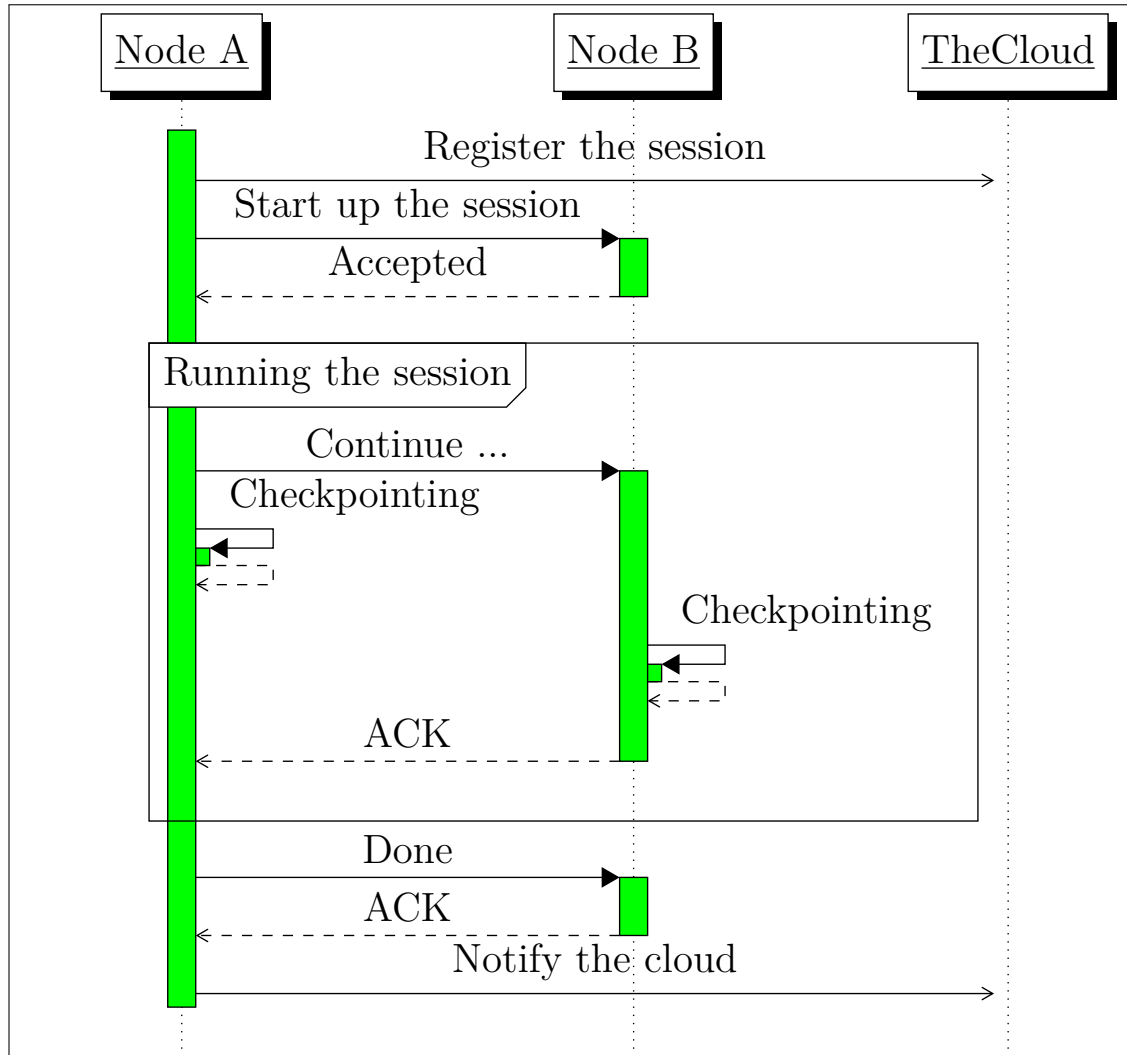 Node A
Node B
TheCloud
Register the session
Start up the session
Accepted
Running the session
Continue ...
Checkpointing
Checkpointing
ACK
Done
ACK
Notify the cloud